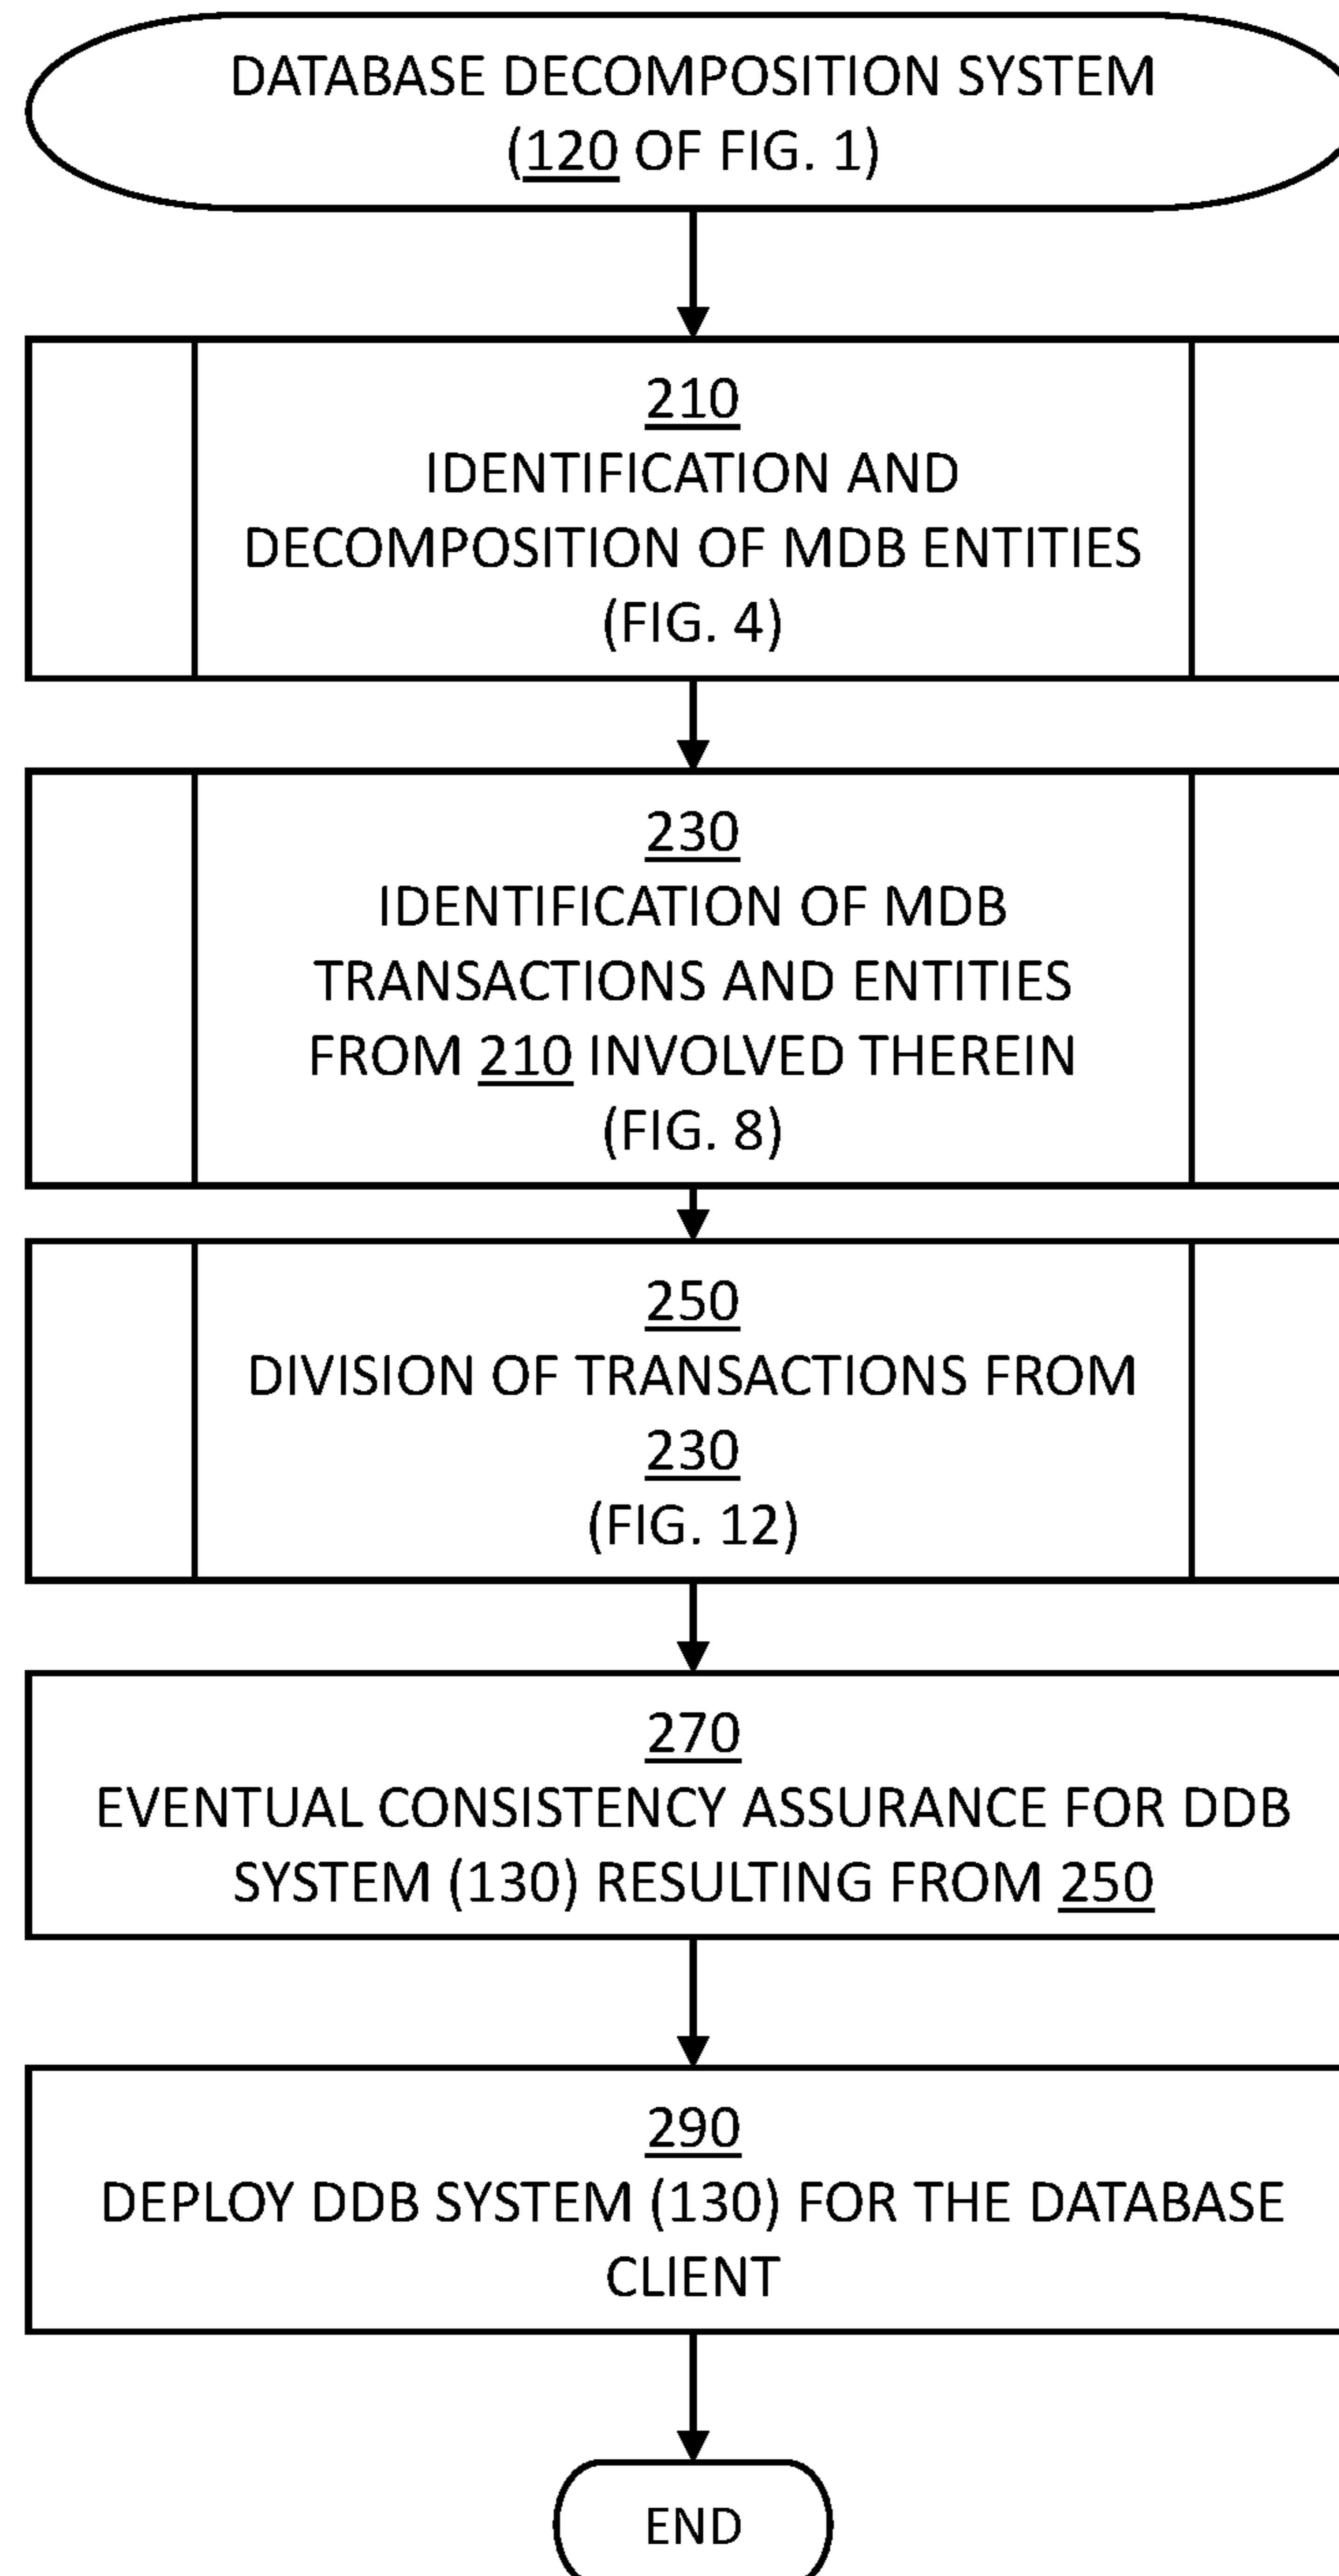 DATABASE DECOMPOSITION SYSTEM
(120 OF FIG. 1)
210
IDENTIFICATION AND
DECOMPOSITION OF MDB ENTITIES
(FIG. 4)
230
IDENTIFICATION OF MDB
TRANSACTIONS AND ENTITIES
FROM 210 INVOLVED THEREIN
(FIG. 8)
250
DIVISION OF TRANSACTIONS FROM
230
(FIG. 12)
270
EVENTUAL CONSISTENCY ASSURANCE FOR DDB
SYSTEM (130) RESULTING FROM 250
290
DEPLOY DDB SYSTEM (130) FOR THE DATABASE
CLIENT
END